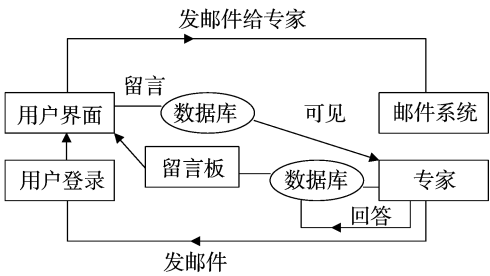 发邮件给专家
留言
用户界面
数据库
可见
邮件系统
用户登录
留言板
数据库
专家
回答
发邮件